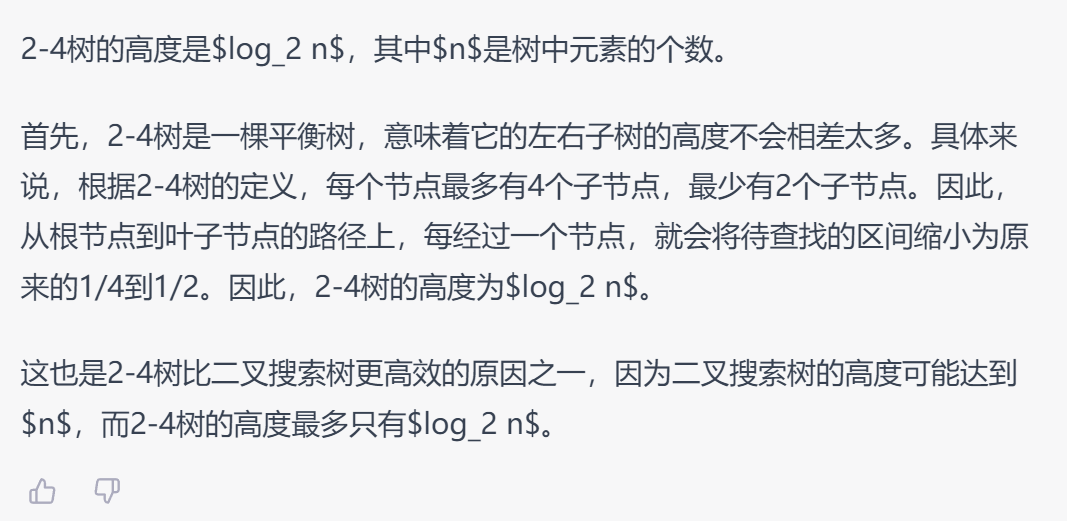 2-4树的高度是$log_2 n$，其中$n$是树中元素的个数。
首先，2-4树是一棵平衡树，意味着它的左右子树的高度不会相差太多。具体来
说，根据2-4树的定义，每个节点最多有4个子节点，最少有2个子节点。因此，
从根节点到叶子节点的路径上，每经过一个节点，就会将待查找的区间缩小为原
来的1/4到1/2。因此，2-4树的高度为$log_2 n$。
这也是2-4树比二叉搜索树更高效的原因之一，因为二叉搜索树的高度可能达到
$n$，而2-4树的高度最多只有$log_2 n$。